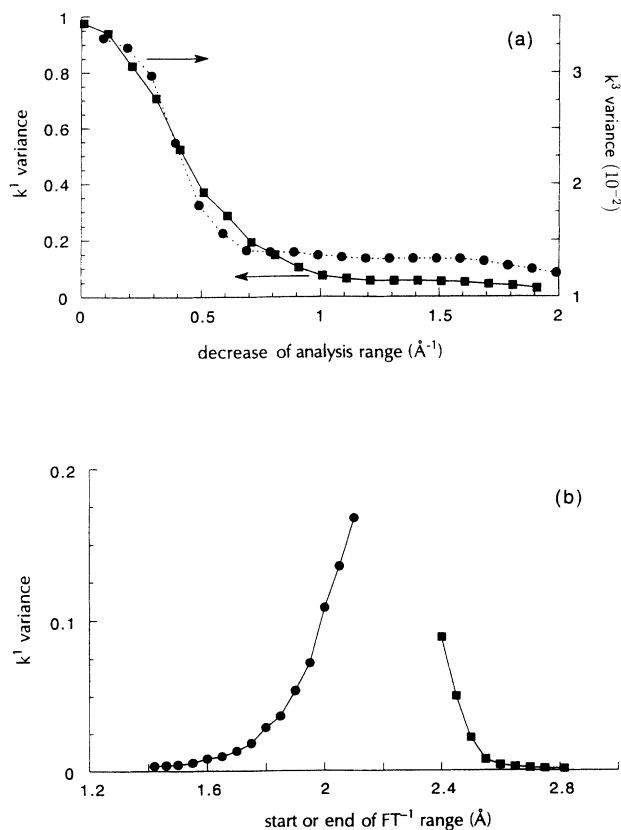 (a)
1
0.8
0.6
0.4
0.2
0
k¹ variance
3
2
1
k³ variance (10⁻²)
0 0.5 1 1.5 2
decrease of analysis range (Å⁻¹)
(b)
0.2
0.1
0
k¹ variance
1.2 1.6 2 2.4 2.8
start or end of FT⁻¹ range (Å)